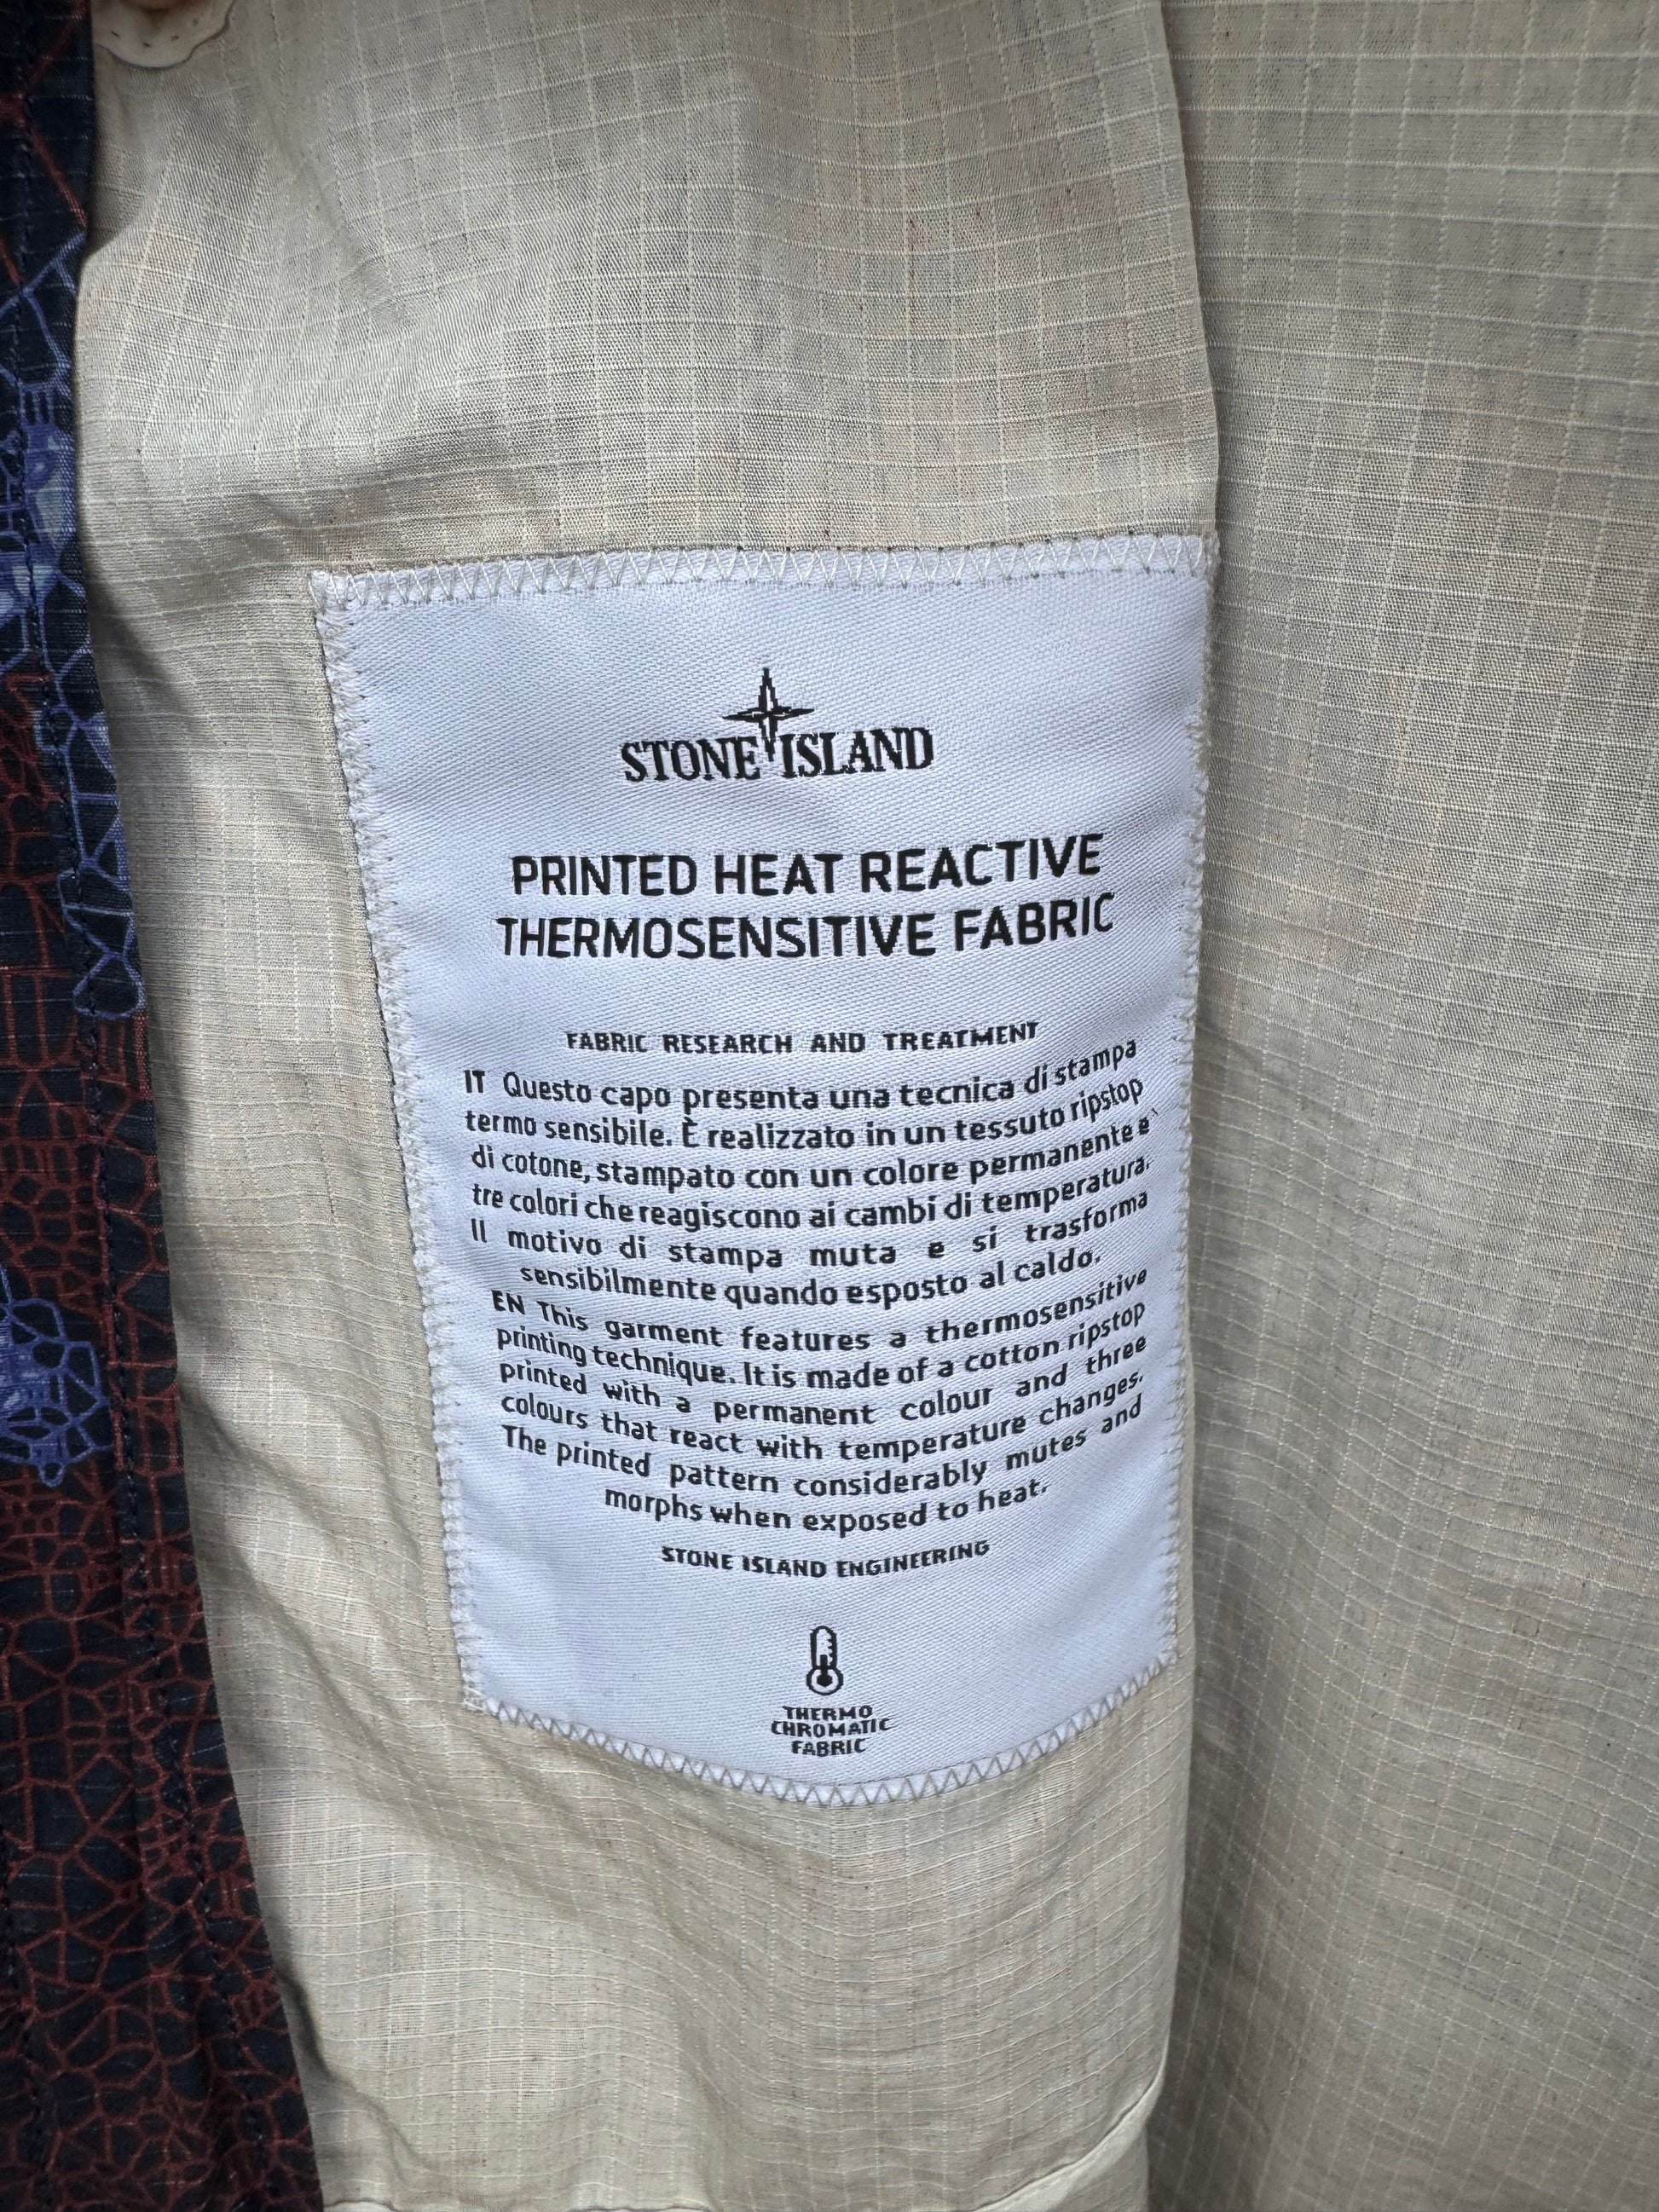 STONE ISLAND
PRINTED HEAT REACTIVE
THERMOSENSITIVE FABRIC
FABRIC RESEARCH AND TREATMENT
IT Questo capo presenta una tecnica di stampa
termo sensibile. È realizzato in un tessuto ripstop
di cotone, stampato con un colore permanente e
tre colori che reagiscono ai cambi di temperatura.
Il motivo di stampa muta e si trasforma
sensibilmente quando esposto al caldo.
EN This garment features a thermosensitive
printing technique. It is made of a cotton ripstop
printed with a permanent colour and three
colours that react with temperature changes.
The printed pattern considerably mutes and
morphs when exposed to heat.
STONE ISLAND ENGINEERING
THERMO
CHROMATIC
FABRIC